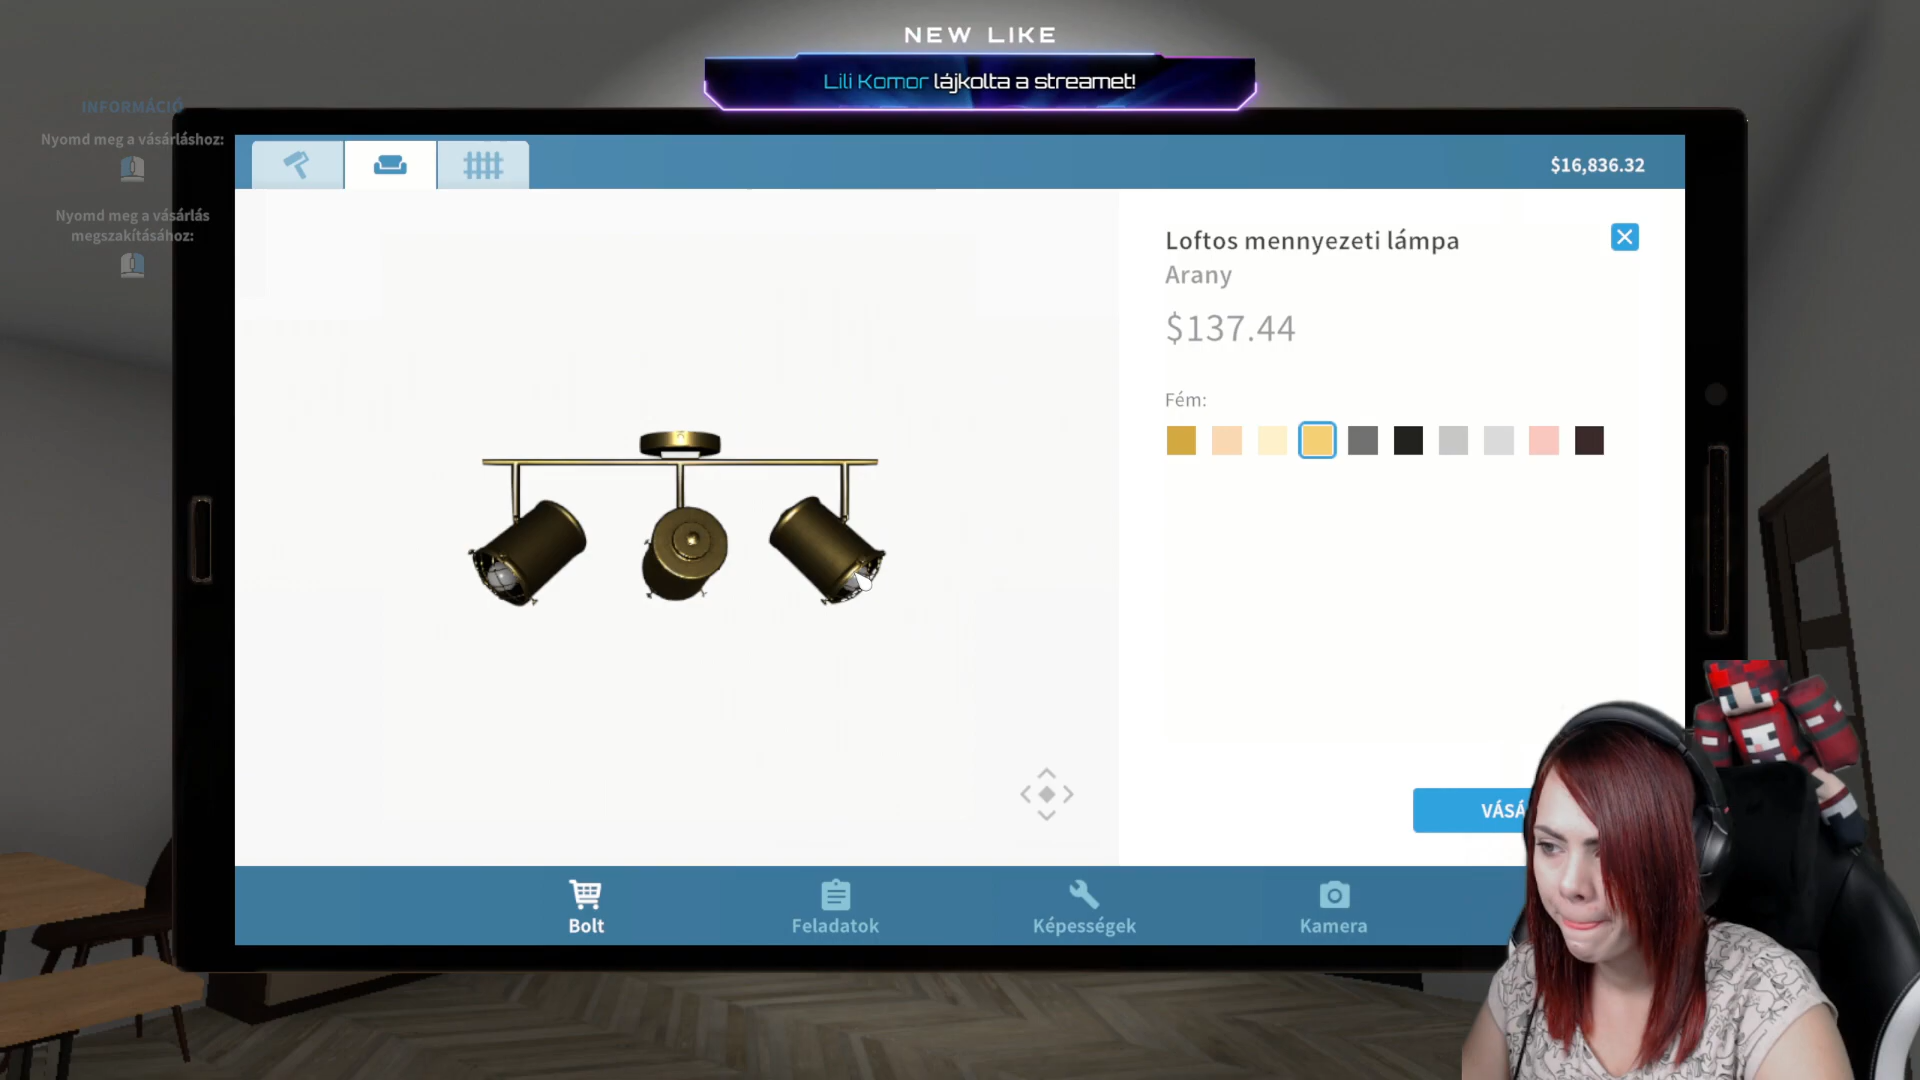 NEW LIKE
Lili Komor lájkolta a streamet!
INFORMÁCIÓ
Nyomd meg a vásárláshoz:
Nyomd meg a vásárlás
megszakításához:
$16,836.32
Loftos mennyezeti lámpa
Arany
$137.44
Fém:
VÁSÁ
Bolt
Feladatok
Képességek
Kamera